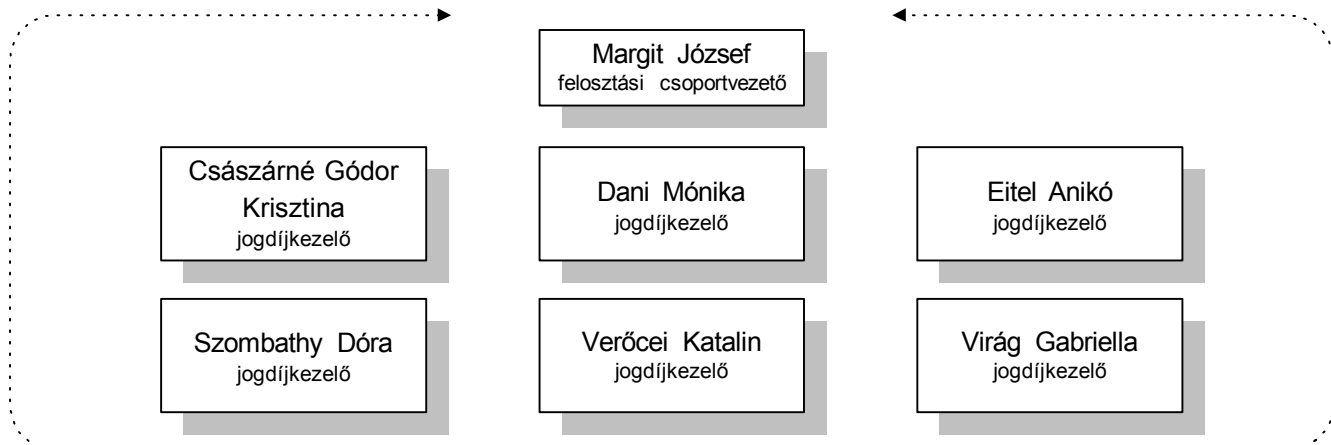 Margit József
felosztási csoportvezető
Császárné Gódor
Krisztina
jogdíjkezelő
Dani Mónika
jogdíjkezelő
Eitel Anikó
jogdíjkezelő
Szombathy Dóra
jogdíjkezelő
Verőcei Katalin
jogdíjkezelő
Virág Gabriella
jogdíjkezelő